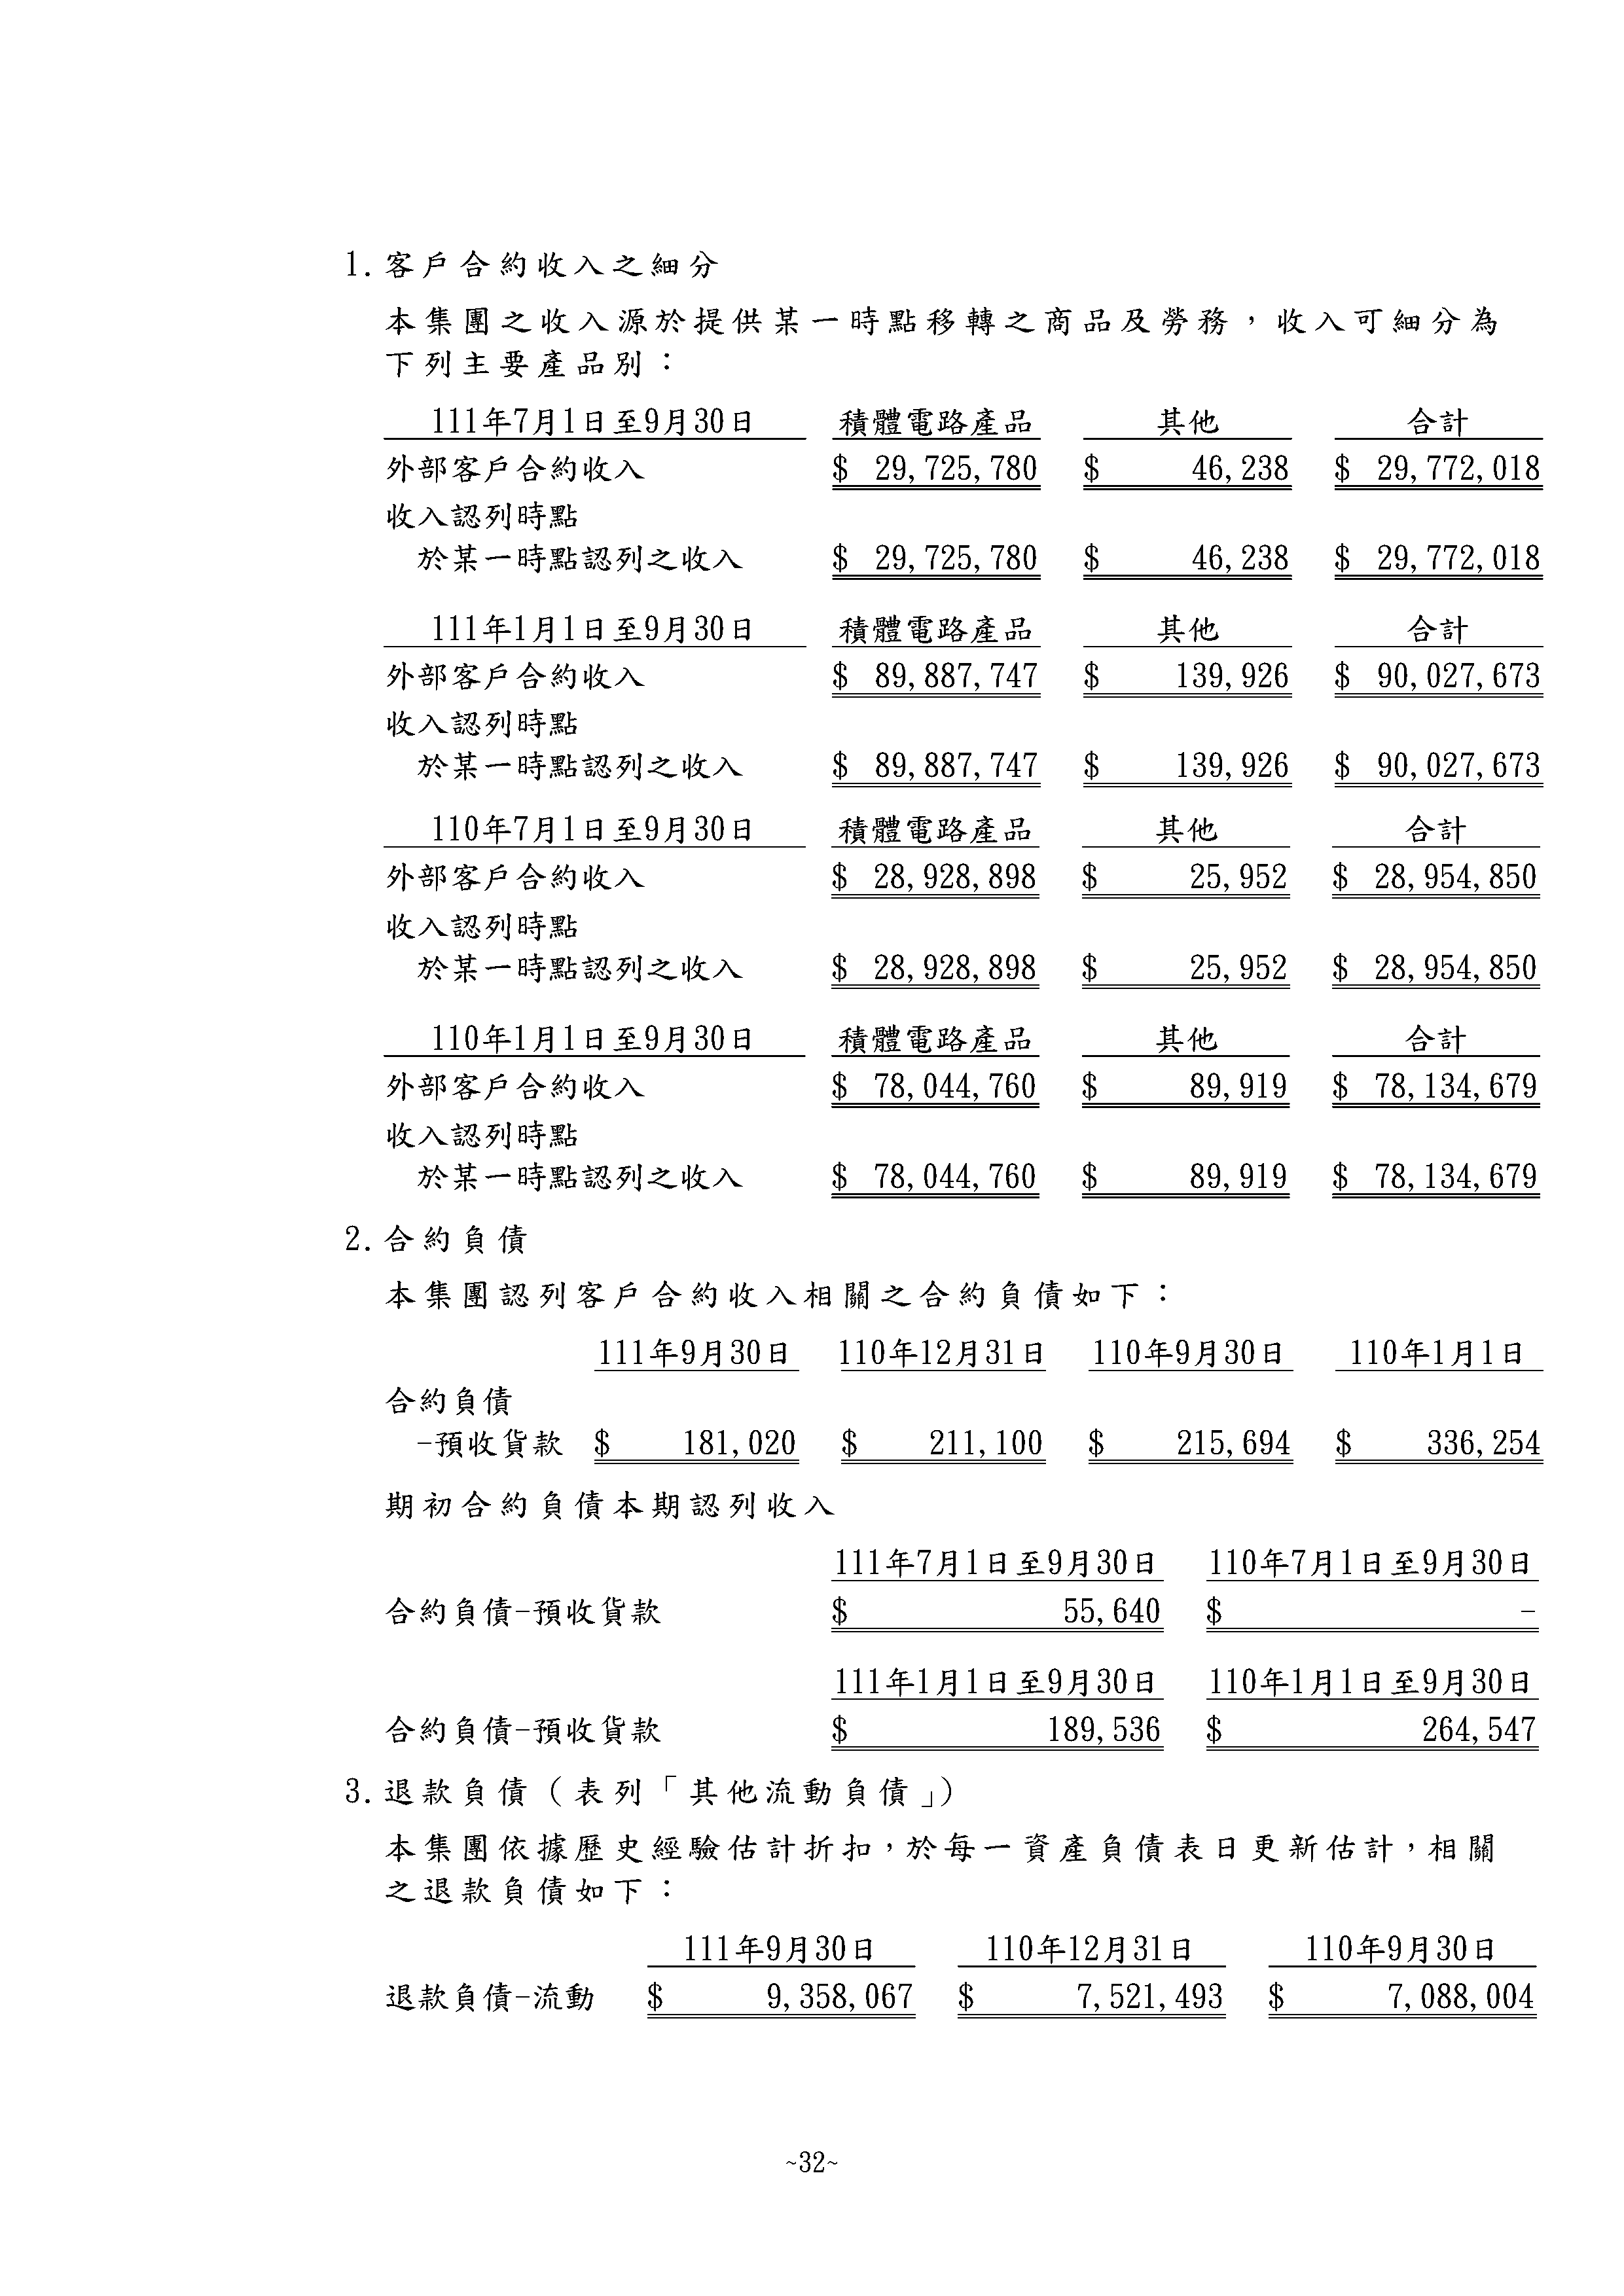 1.客戶合約收入之細分
本集團之收入源於提供某一時點移轉之商品及勞務，收入可細分為
下列主要產品別：
111年7月1日至9月30日 積體電路產品 其他 合計
外部客戶合約收入 $ 29,725,780 $ 46,238 $ 29,772,018
收入認列時點
於某一時點認列之收入 $ 29,725,780 $ 46,238 $ 29,772,018
111年1月1日至9月30日 積體電路產品 其他 合計
外部客戶合約收入 $ 89,887,747 $ 139,926 $ 90,027,673
收入認列時點
於某一時點認列之收入 $ 89,887,747 $ 139,926 $ 90,027,673
110年7月1日至9月30日 積體電路產品 其他 合計
外部客戶合約收入 $ 28,928,898 $ 25,952 $ 28,954,850
收入認列時點
於某一時點認列之收入 $ 28,928,898 $ 25,952 $ 28,954,850
110年1月1日至9月30日 積體電路產品 其他 合計
外部客戶合約收入 $ 78,044,760 $ 89,919 $ 78,134,679
收入認列時點
於某一時點認列之收入 $ 78,044,760 $ 89,919 $ 78,134,679
2.合約負債
本集團認列客戶合約收入相關之合約負債如下：
111年9月30日 110年12月31日 110年9月30日 110年1月1日
合約負債
-預收貨款 $ 181,020 $ 211,100 $ 215,694 $ 336,254
期初合約負債本期認列收入
111年7月1日至9月30日 110年7月1日至9月30日
合約負債-預收貨款 $ 55,640 $ -
111年1月1日至9月30日 110年1月1日至9月30日
合約負債-預收貨款 $ 189,536 $ 264,547
3.退款負債（表列「其他流動負債」）
本集團依據歷史經驗估計折扣，於每一資產負債表日更新估計，相關
之退款負債如下：
111年9月30日 110年12月31日 110年9月30日
退款負債-流動 $ 9,358,067 $ 7,521,493 $ 7,088,004
~32~